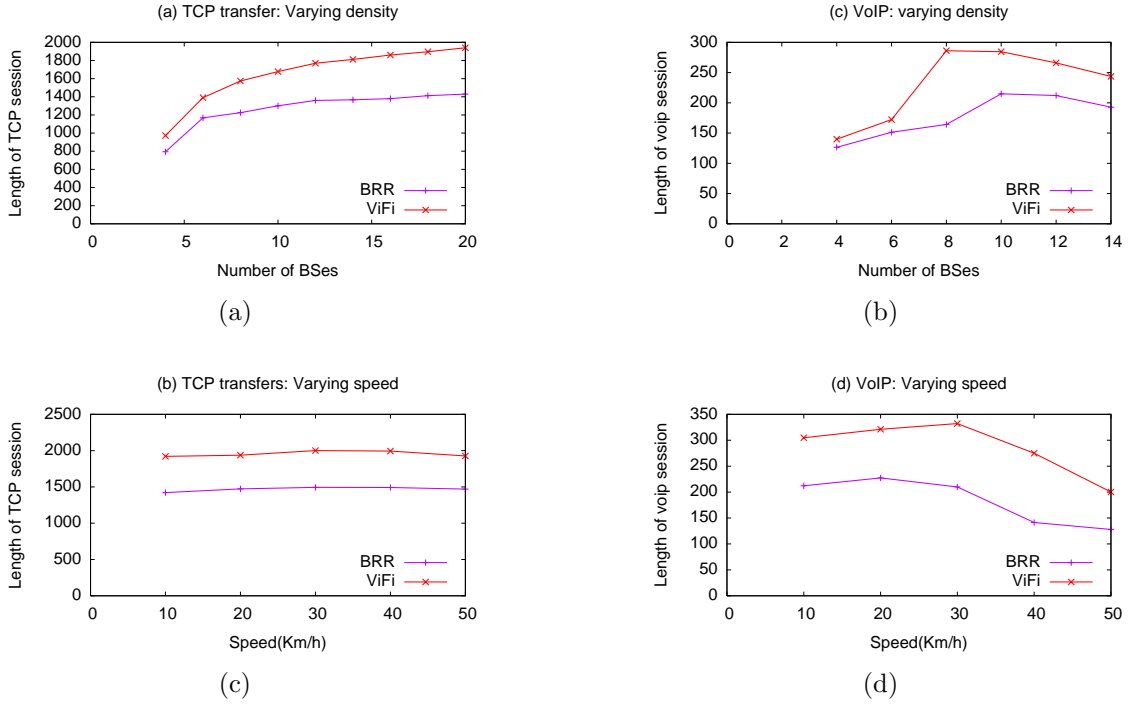 (a) TCP transfer: Varying density
Length of TCP session
2000
1800
1600
1400
1200
1000
800
600
400
200
0
BRR
ViFi
0 5 10 15 20
Number of BSes
(a)
(c) VoIP: varying density
Length of voip session
300
250
200
150
100
50
0
BRR
ViFi
0 2 4 6 8 10 12 14
Number of BSes
(b)
(b) TCP transfers: Varying speed
Length of TCP session
2500
2000
1500
1000
500
0
BRR
ViFi
0 10 20 30 40 50
Speed(Km/h)
(c)
(d) VoIP: Varying speed
Length of voip session
350
300
250
200
150
100
50
0
BRR
ViFi
0 10 20 30 40 50
Speed(Km/h)
(d)